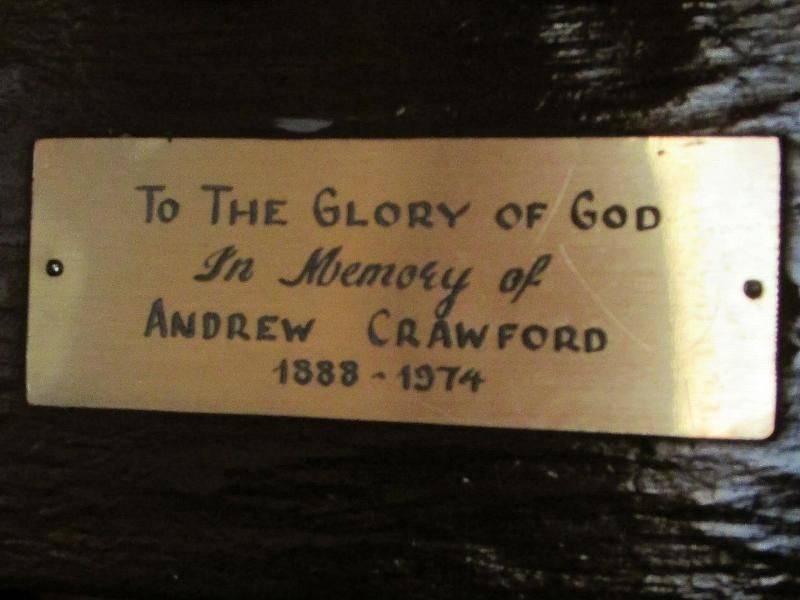 To The Glory of God
In Memory of
Andrew Crawford
1888 - 1974